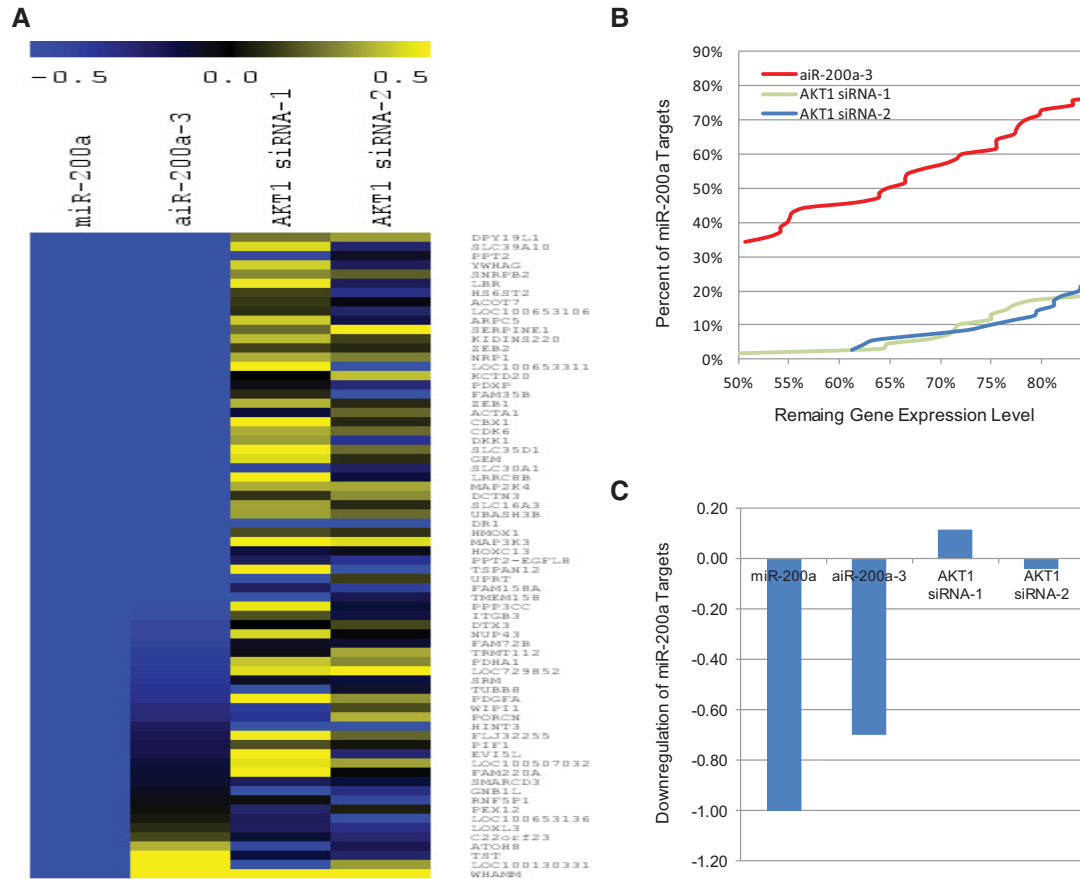 A
-0.5 0.0 0.5
miR-200a
aiR-200a-3
AKT1 siRNA-1
AKT1 siRNA-2
DPY19L1
SLC39A10
PPT2
YWHAG
SNRPB2
LBR
HS6ST2
ACOT7
LOC100653106
ARPC5
SERPINE1
KIDINS220
ZEB2
NRP1
LOC100653311
KCTD20
PDXP
FAM35B
ZEB1
ACTA1
CBX1
CDK6
DKK1
SLC35D1
GEM
SLC30A1
LRRC8B
MAP2K4
DCTN3
SLC16A3
UBASH3B
DR1
HMOX1
MAP3K3
HOXC13
PPT2-EGFL8
TSPAN12
UPRT
FAM158A
TMEM158
PPP3CC
ITGB3
DTX3
NUP43
FAM72B
TRMT112
PDHA1
LOC729852
SRM
TUBB8
PDGFA
WIPI1
PORCN
HINT3
FLJ32255
PIF1
EVI5L
LOC100507032
FAM220A
SMARCD3
GNB1L
RNF5P1
PEX12
LOC100653136
LOXL3
C22orf23
ATOH8
TST
LOC100130331
WHAMM
B
Percent of miR-200a Targets
90%
80%
70%
60%
50%
40%
30%
20%
10%
0%
aiR-200a-3
AKT1 siRNA-1
AKT1 siRNA-2
50% 55% 60% 65% 70% 75% 80%
Remaing Gene Expression Level
C
Downregulation of miR-200a Targets
0.20
0.00
-0.20
-0.40
-0.60
-0.80
-1.00
-1.20
miR-200a aiR-200a-3 AKT1 AKT1
siRNA-1 siRNA-2